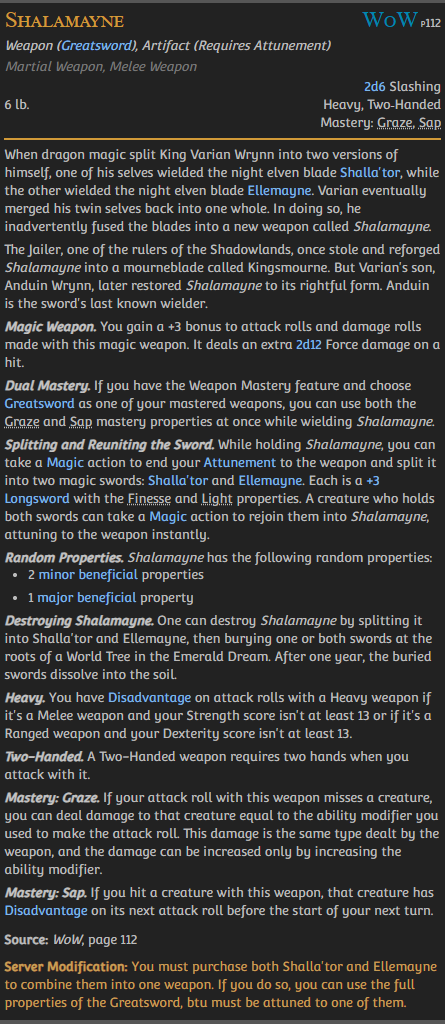 Shalamayne WoW p112
Weapon (Greatsword), Artifact (Requires Attunement)
Martial Weapon, Melee Weapon
2d6 Slashing
6 lb. Heavy, Two-Handed
Mastery: Graze, Sap
When dragon magic split King Varian Wrynn into two versions of
himself, one of his selves wielded the night elven blade Shalla'tor, while
the other wielded the night elven blade Ellemayne. Varian eventually
merged his twin selves back into one whole. In doing so, he
inadvertently fused the blades into a new weapon called Shalamayne.
The Jailer, one of the rulers of the Shadowlands, once stole and reforged
Shalamayne into a mourneblade called Kingsmourne. But Varian's son,
Anduin Wrynn, later restored Shalamayne to its rightful form. Anduin
is the sword's last known wielder.
Magic Weapon. You gain a +3 bonus to attack rolls and damage rolls
made with this magic weapon. It deals an extra 2d12 Force damage on a
hit.
Dual Mastery. If you have the Weapon Mastery feature and choose
Greatsword as one of your mastered weapons, you can use both the
Graze and Sap mastery properties at once while wielding Shalamayne.
Splitting and Reuniting the Sword. While holding Shalamayne, you can
take a Magic action to end your Attunement to the weapon and split it
into two magic swords: Shalla'tor and Ellemayne. Each is a +3
Longsword with the Finesse and Light properties. A creature who holds
both swords can take a Magic action to rejoin them into Shalamayne,
attuning to the weapon instantly.
Random Properties. Shalamayne has the following random properties:
• 2 minor beneficial properties
• 1 major beneficial property
Destroying Shalamayne. One can destroy Shalamayne by splitting it
into Shalla'tor and Ellemayne, then burying one or both swords at the
roots of a World Tree in the Emerald Dream. After one year, the buried
swords dissolve into the soil.
Heavy. You have Disadvantage on attack rolls with a Heavy weapon if
it's a Melee weapon and your Strength score isn't at least 13 or if it's a
Ranged weapon and your Dexterity score isn't at least 13.
Two-Handed. A Two-Handed weapon requires two hands when you
attack with it.
Mastery: Graze. If your attack roll with this weapon misses a creature,
you can deal damage to that creature equal to the ability modifier you
used to make the attack roll. This damage is the same type dealt by the
weapon, and the damage can be increased only by increasing the
ability modifier.
Mastery: Sap. If you hit a creature with this weapon, that creature has
Disadvantage on its next attack roll before the start of your next turn.
Source: WoW, page 112
Server Modification: You must purchase both Shalla'tor and Ellemayne
to combine them into one weapon. If you do so, you can use the full
properties of the Greatsword, btu must be attuned to one of them.